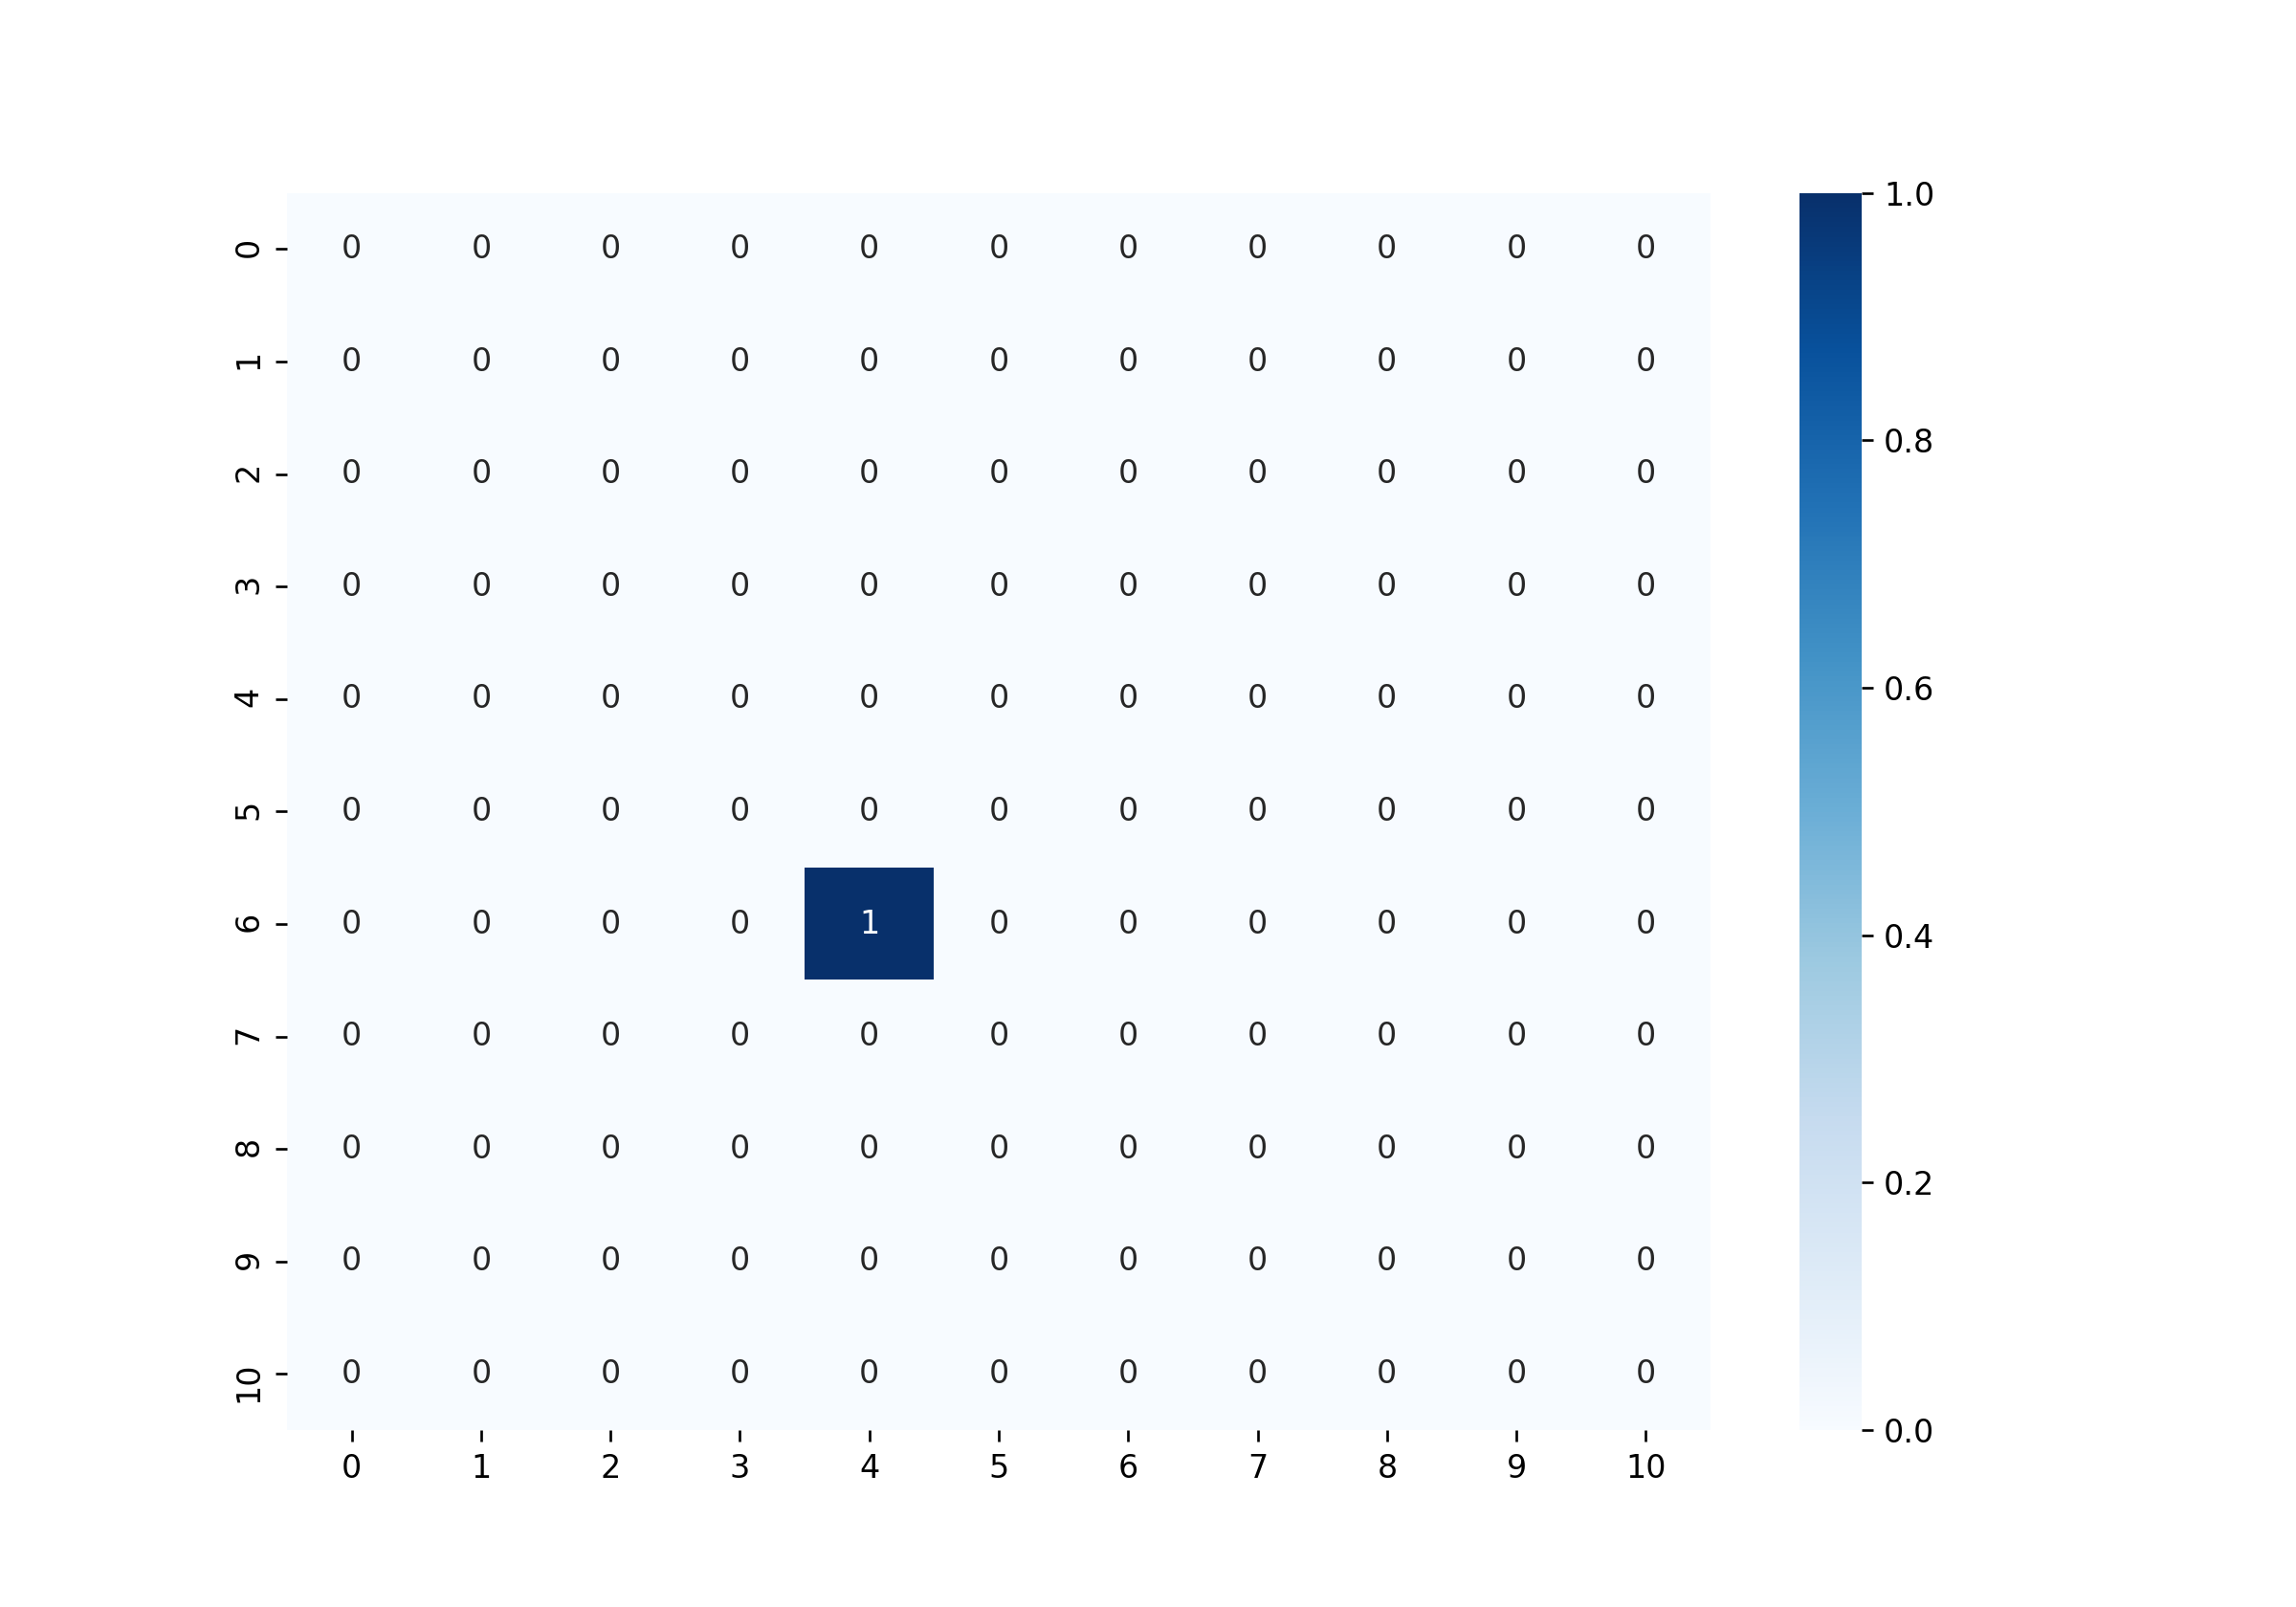 1.0
0 0 0 0 0 0 0 0 0 0 0 0
1 0 0 0 0 0 0 0 0 0 0 0
0.8
2 0 0 0 0 0 0 0 0 0 0 0
3 0 0 0 0 0 0 0 0 0 0 0
0.6
4 0 0 0 0 0 0 0 0 0 0 0
5 0 0 0 0 0 0 0 0 0 0 0
6 0 0 0 0 1 0 0 0 0 0 0
0.4
7 0 0 0 0 0 0 0 0 0 0 0
8 0 0 0 0 0 0 0 0 0 0 0
0.2
9 0 0 0 0 0 0 0 0 0 0 0
10 0 0 0 0 0 0 0 0 0 0 0
0.0
0 1 2 3 4 5 6 7 8 9 10